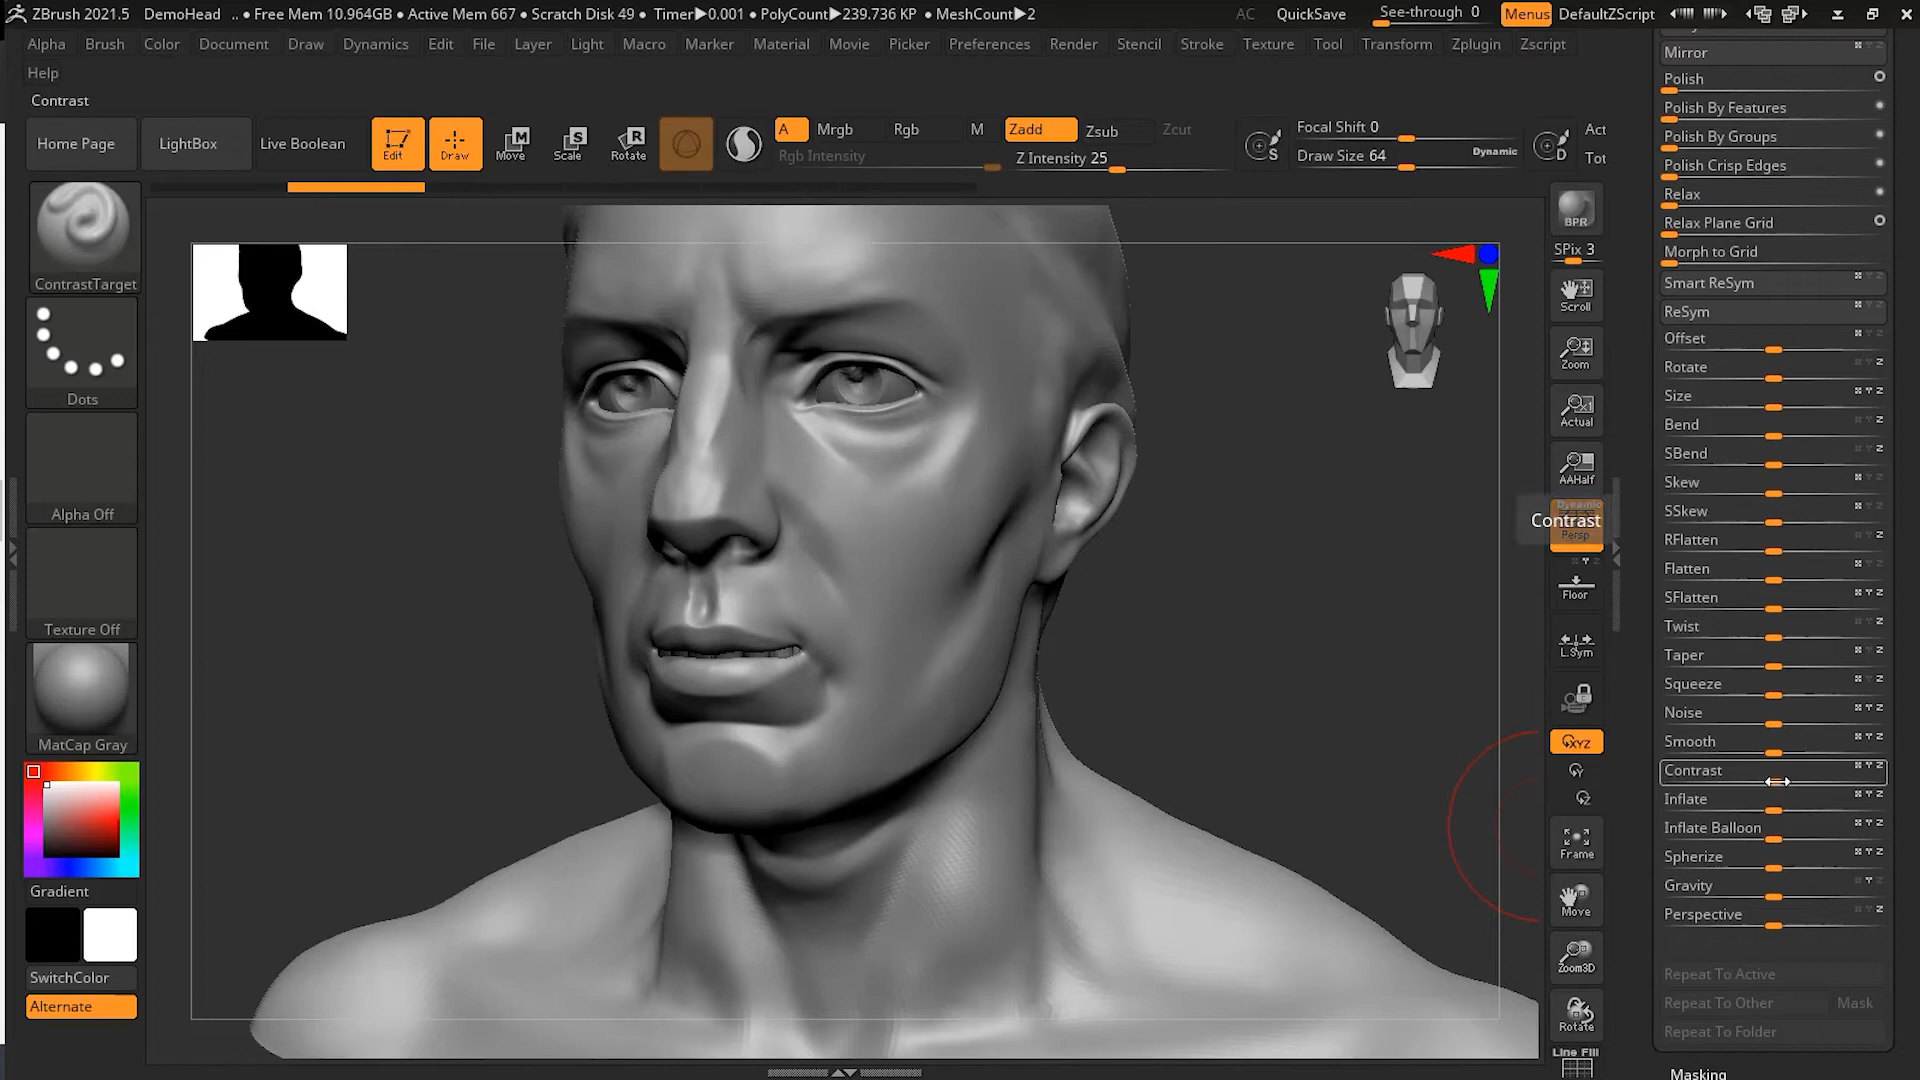 ZBrush 2021.5 DemoHead .. ● Free Mem 10.964GB ● Active Mem 667 ● Scratch Disk 49 ● Timer▶0.001 ● PolyCount▶239.736 KP ● MeshCount▶2 AC QuickSave See-through 0 Menus DefaultZScript
Alpha Brush Color Document Draw Dynamics Edit File Layer Light Macro Marker Material Movie Picker Preferences Render Stencil Stroke Texture Tool Transform Zplugin Zscript
Help
Contrast
Home Page LightBox Live Boolean Edit Draw Move Scale Rotate
M S R
A Mrgb Rgb M Zadd Zsub Zcut
Rgb Intensity Z Intensity 25
S Focal Shift 0
Draw Size 64 Dynamic
D Act
Tot
ContrastTarget
Dots
Alpha Off
Texture Off
MatCap Gray
Gradient
SwitchColor
Alternate
BPR
SPix 3
Scroll
Zoom
Actual
AAHalf
Dynamic
Contrast
Persp
Floor
L.Sym
XYZ
Y
Z
Frame
Move
Zoom3D
Rotate
Line Fill
Mirror
Polish
Polish By Features
Polish By Groups
Polish Crisp Edges
Relax
Relax Plane Grid
Morph to Grid
Smart ReSym
ReSym
Offset
Rotate
Size
Bend
SBend
Skew
SSkew
RFlatten
Flatten
SFlatten
Twist
Taper
Squeeze
Noise
Smooth
Contrast
Inflate
Inflate Balloon
Spherize
Gravity
Perspective
Repeat To Active
Repeat To Other Mask
Repeat To Folder
Masking